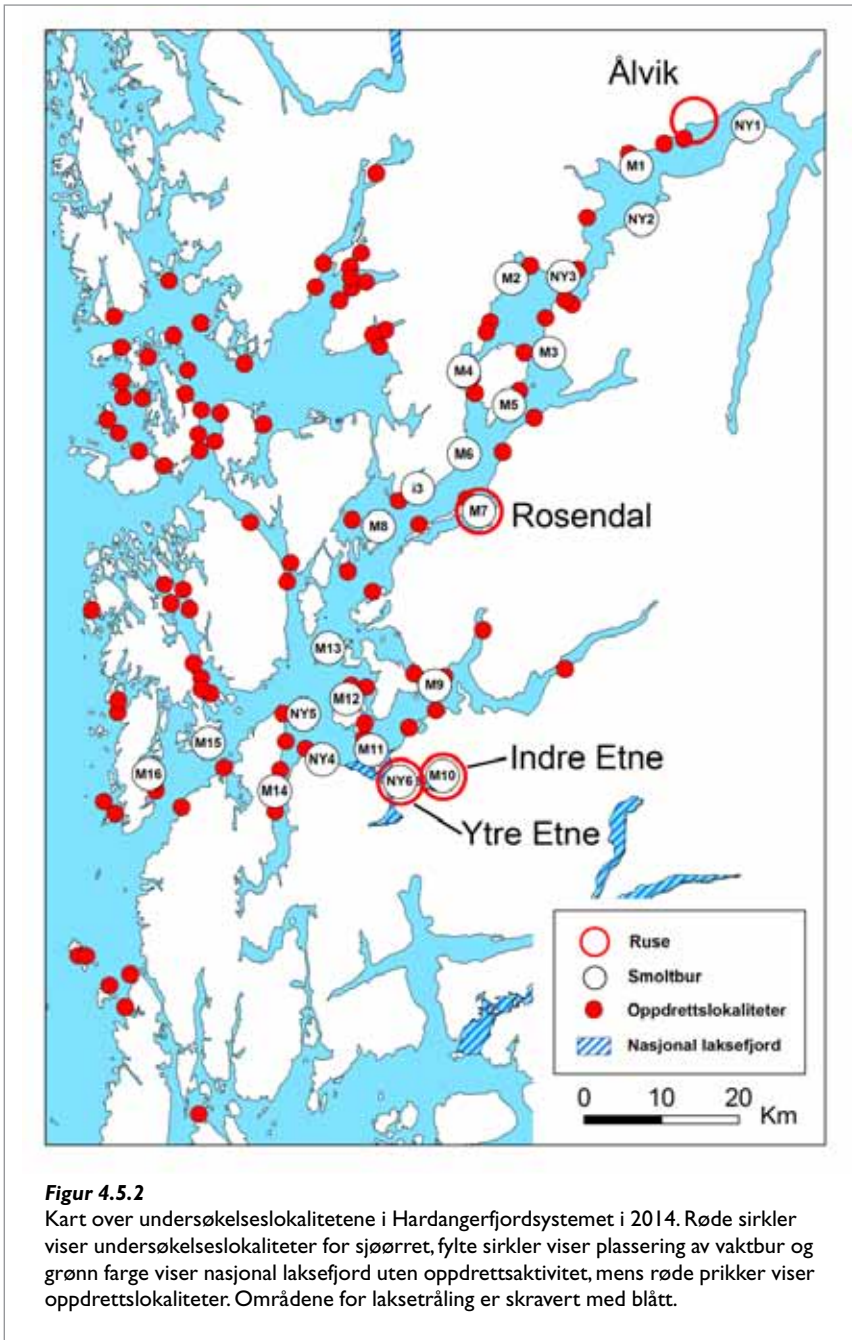 Ålvik
NY1
M1
NY2
M2
NY3
M3
M4
M5
M6
i3
M7
Rosendal
M8
M13
M9
M12
NY5
M11
M15
NY4
M16
M14
NY6
M10
Indre Etne
Ytre Etne
Ruse
Smoltbur
Oppdrettslokaliteter
Nasjonal laksefjord
0 10 20
Km
Figur 4.5.2
Kart over undersøkelseslokalitetene i Hardangerfjordsystemet i 2014. Røde sirkler
viser undersøkelseslokaliteter for sjøørret, fylte sirkler viser plassering av vaktbur og
grønn farge viser nasjonal laksefjord uten oppdrettsaktivitet, mens røde prikker viser
oppdrettslokaliteter. Områdene for laksetråling er skravert med blått.